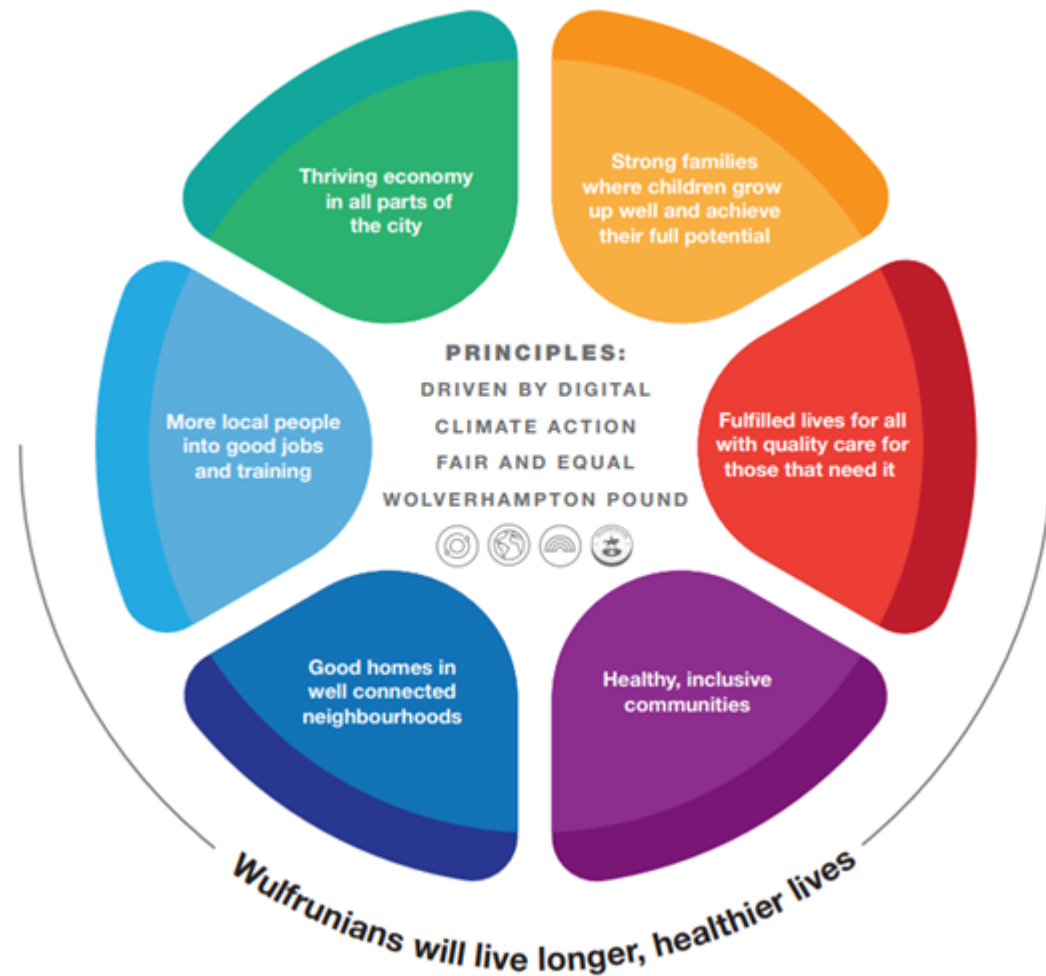 Thriving economy
in all parts of
the city
Strong families
where children grow
up well and achieve
their full potential
PRINCIPLES:
DRIVEN BY DIGITAL
CLIMATE ACTION
FAIR AND EQUAL
WOLVERHAMPTON POUND
More local people
into good jobs
and training
Fulfilled lives for all
with quality care for
those that need it
Good homes in
well connected
neighbourhoods
Healthy, inclusive
communities
Wulfrunians will live longer, healthier lives